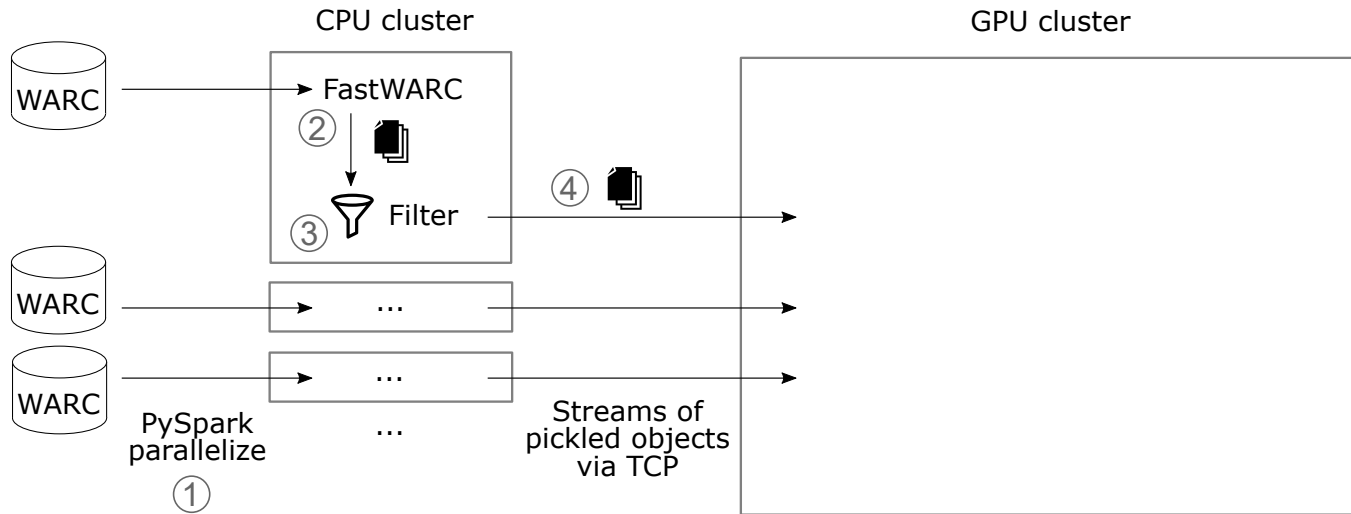 CPU cluster
GPU cluster
WARC
FastWARC
②
④
③
Filter
WARC
...
WARC
...
PySpark
parallelize
①
...
Streams of
pickled objects
via TCP